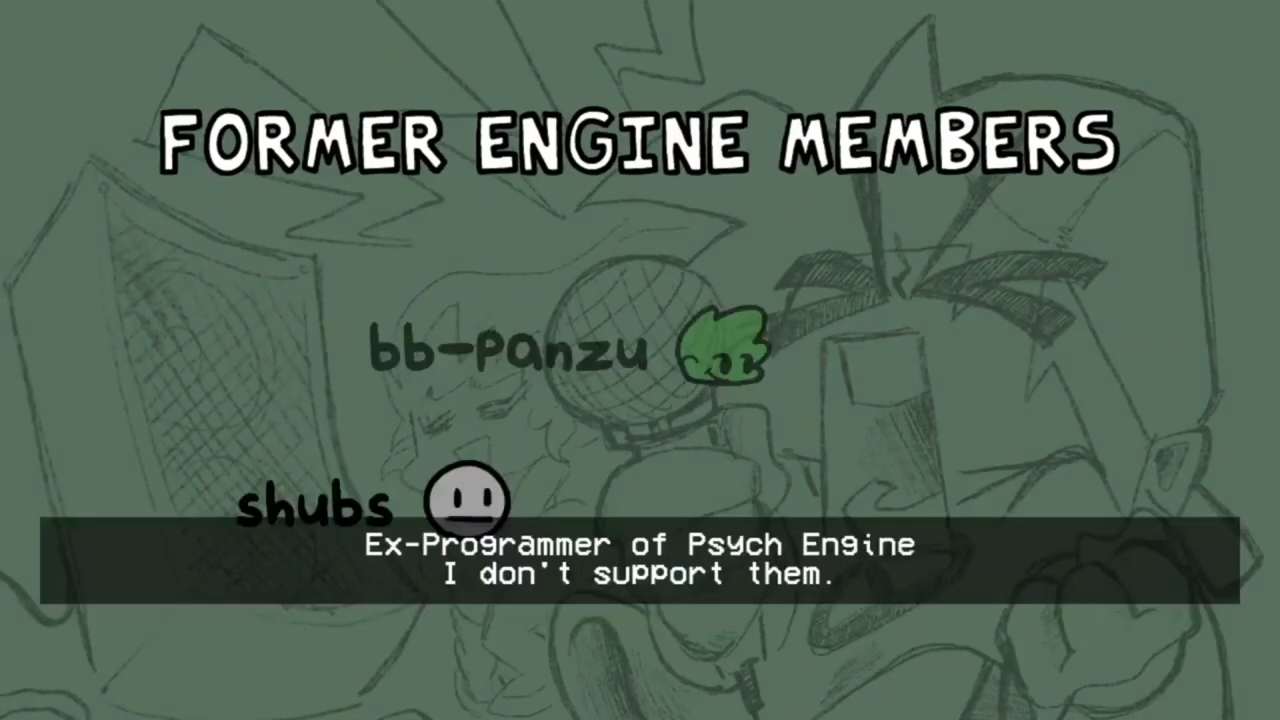 FORMER ENGINE MEMBERS
bb-panzu
shubs
Ex-Programmer of Psych Engine
I don't support them.